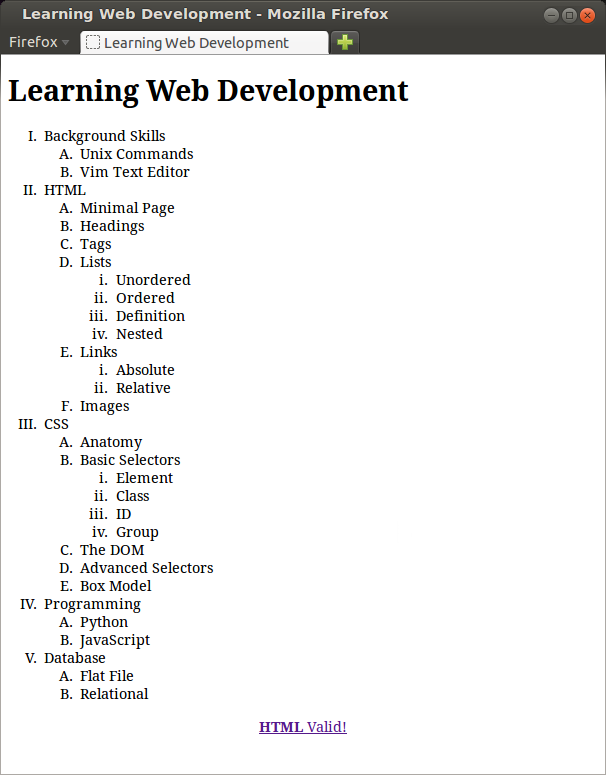 Learning Web Development - Mozilla Firefox
Firefox
Learning Web Development
Learning Web Development
I. Background Skills
A. Unix Commands
B. Vim Text Editor
II. HTML
A. Minimal Page
B. Headings
C. Tags
D. Lists
i. Unordered
ii. Ordered
iii. Definition
iv. Nested
E. Links
i. Absolute
ii. Relative
F. Images
III. CSS
A. Anatomy
B. Basic Selectors
i. Element
ii. Class
iii. ID
iv. Group
C. The DOM
D. Advanced Selectors
E. Box Model
IV. Programming
A. Python
B. JavaScript
V. Database
A. Flat File
B. Relational
HTML Valid!